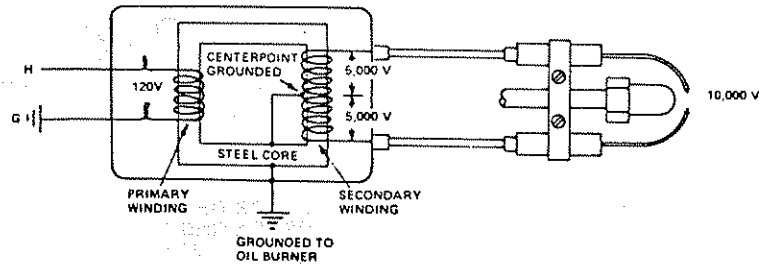 H
G
120V
CENTERPOINT
GROUNDED
5,000 V
5,000 V
10,000 V
STEEL CORE
PRIMARY
WINDING
SECONDARY
WINDING
GROUNDED TO
OIL BURNER